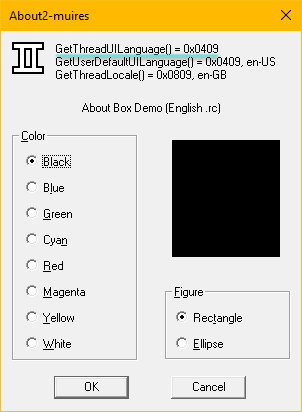 About2-muires
GetThreadUILanguage() = 0x0409
GetUserDefaultUILanguage() = 0x0409, en-US
GetThreadLocale() = 0x0809, en-GB
About Box Demo (English .rc)
Color
Black
Blue
Green
Cyan
Red
Magenta
Yellow
White
Figure
Rectangle
Ellipse
OK
Cancel